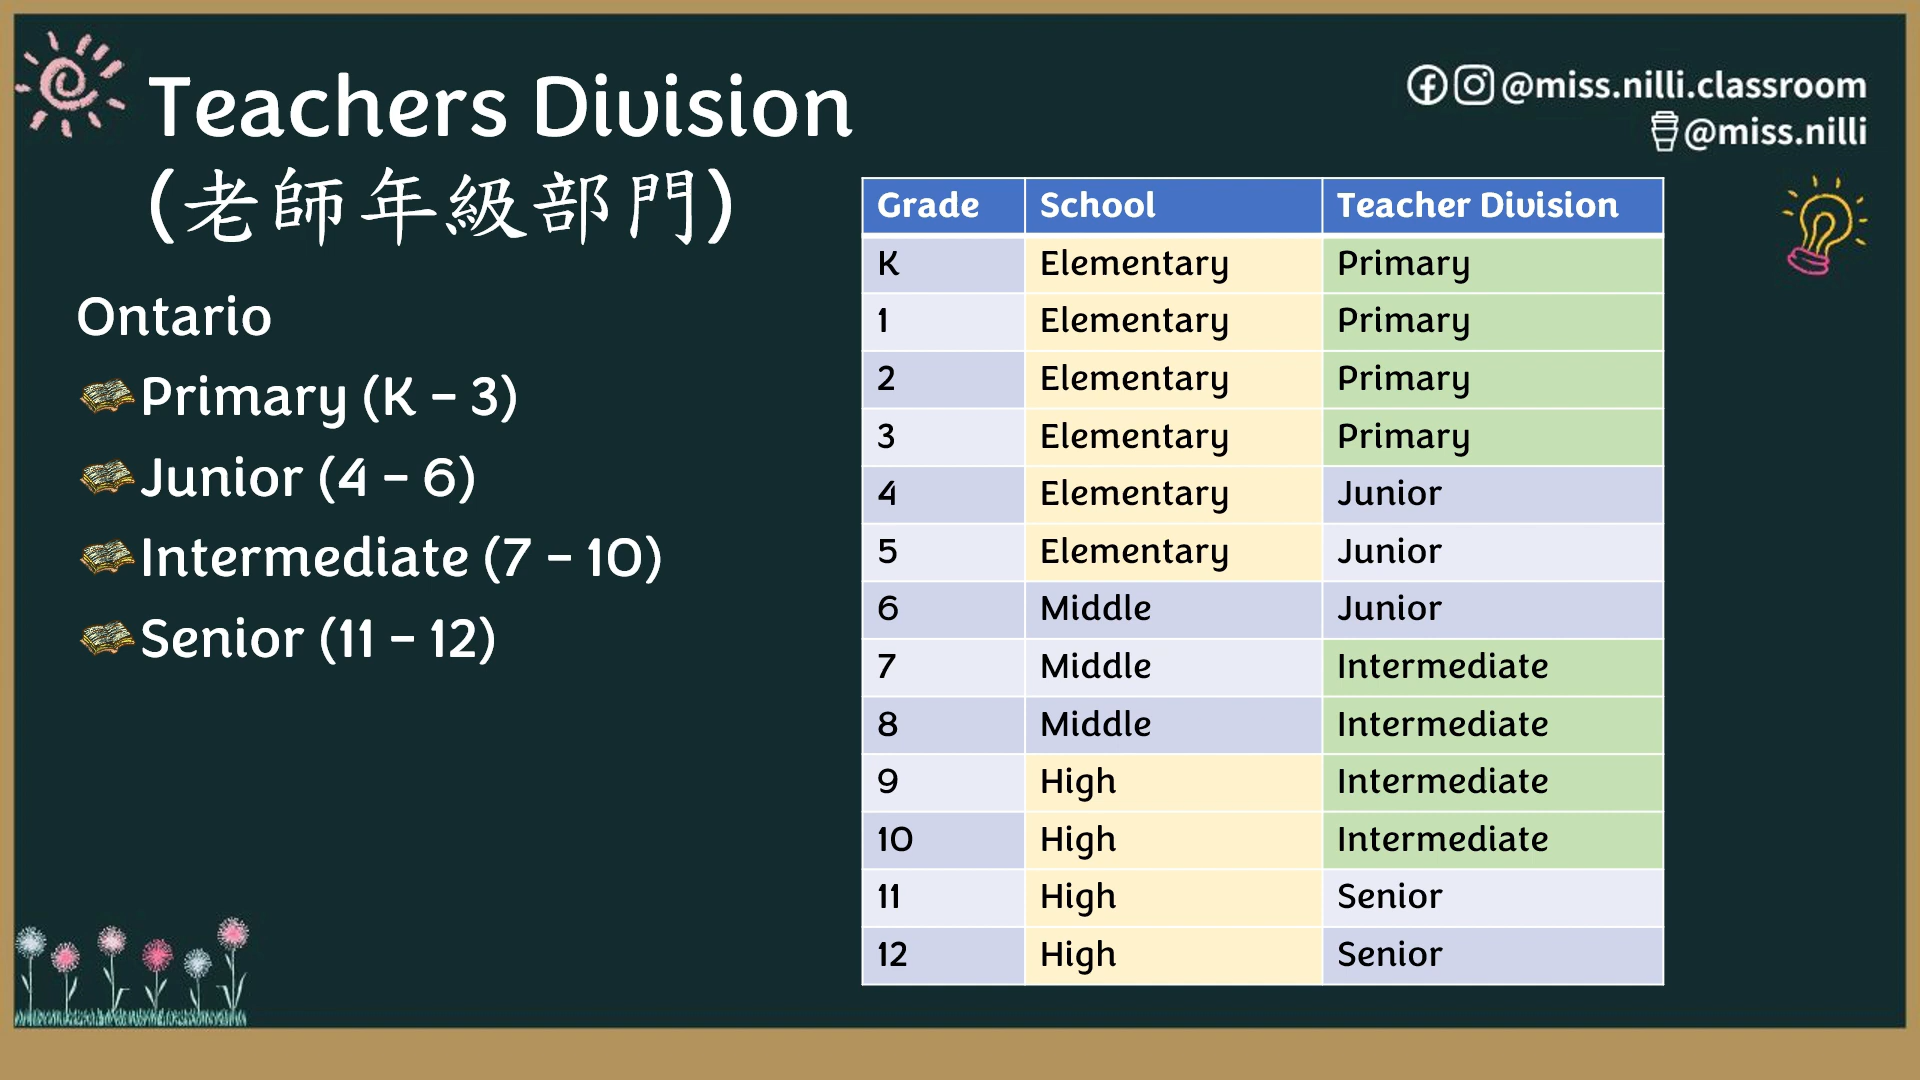 Teachers Division
(老師年級部門)
@miss.nilli.classroom
@miss.nilli
Ontario
Primary (K – 3)
Junior (4 – 6)
Intermediate (7 – 10)
Senior (11 – 12)
Grade School Teacher Division
K Elementary Primary
1 Elementary Primary
2 Elementary Primary
3 Elementary Primary
4 Elementary Junior
5 Elementary Junior
6 Middle Junior
7 Middle Intermediate
8 Middle Intermediate
9 High Intermediate
10 High Intermediate
11 High Senior
12 High Senior